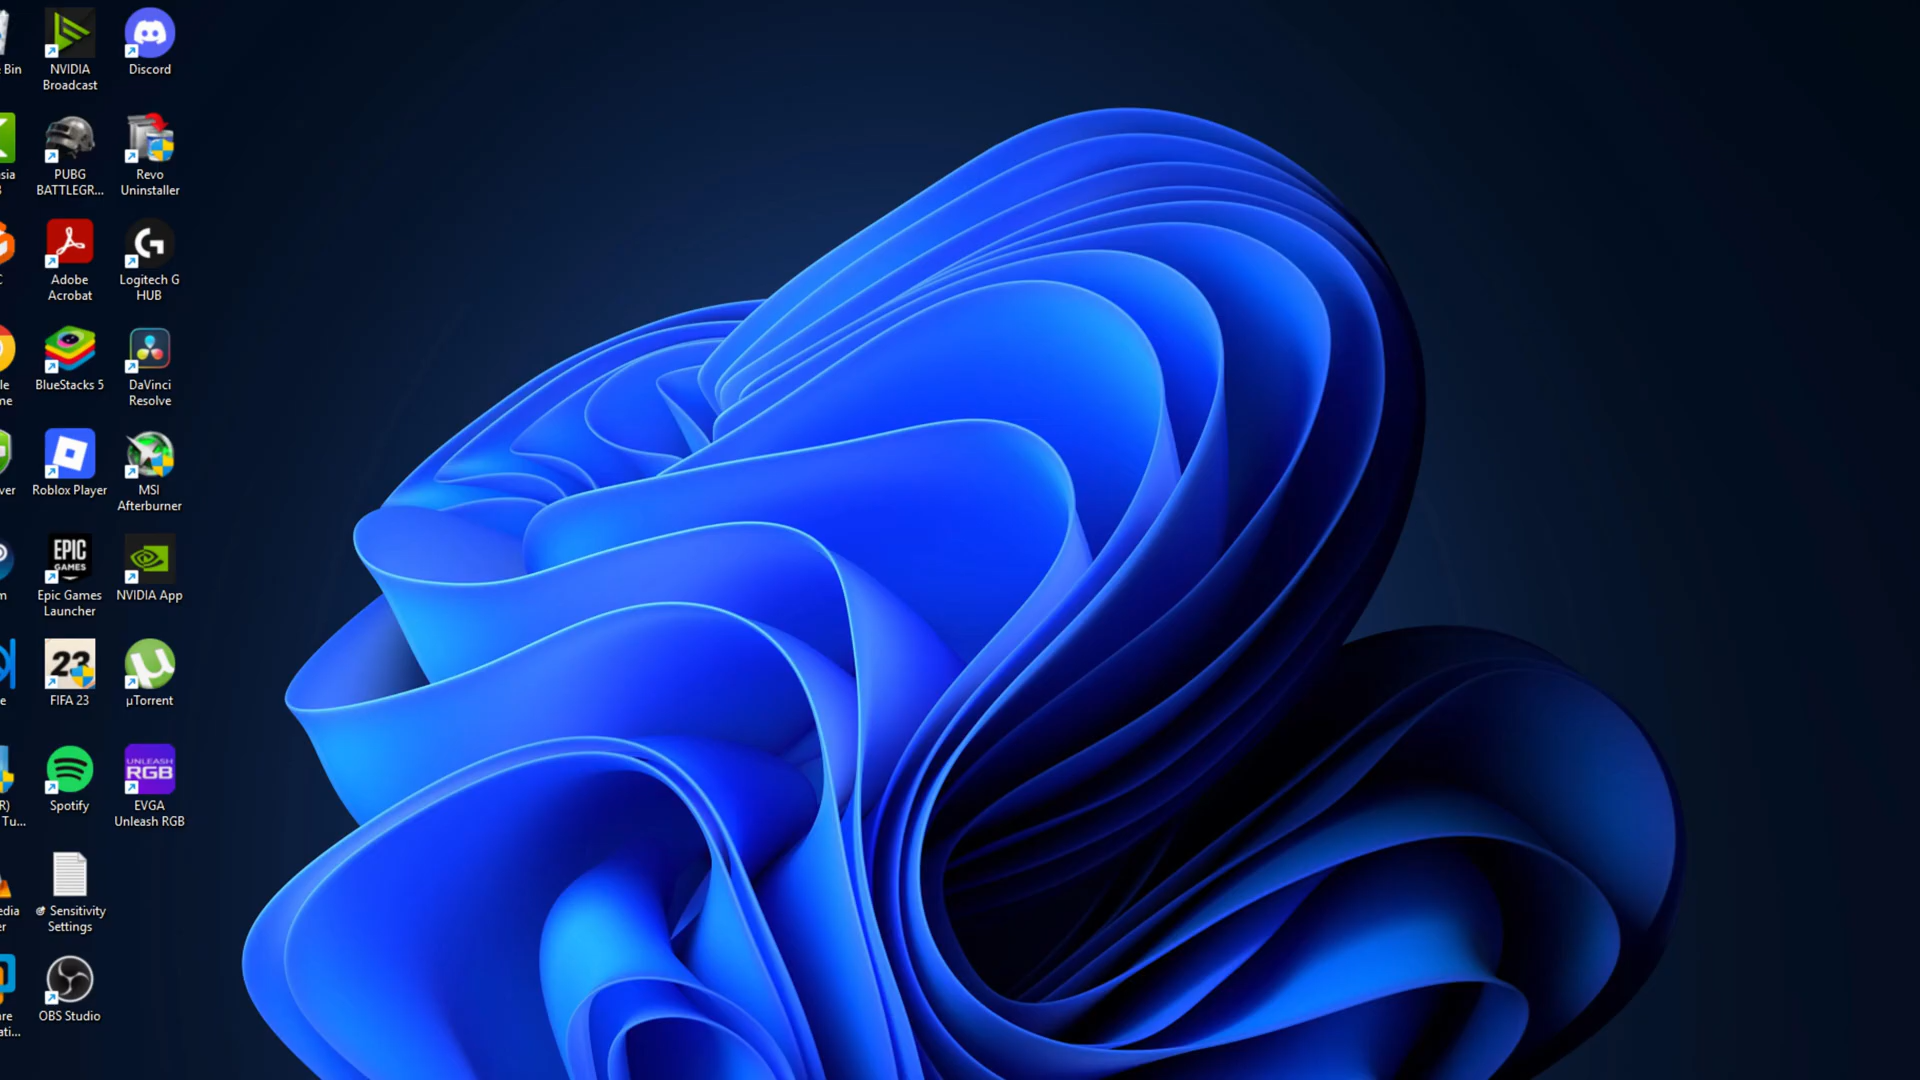 Bin
NVIDIA
Broadcast
Discord
PUBG
BATTLEGR...
Revo
Uninstaller
Adobe
Acrobat
Logitech G
HUB
BlueStacks 5
DaVinci
Resolve
Roblox Player
MSI
Afterburner
EPIC
GAMES
Epic Games
Launcher
NVIDIA App
23
FIFA 23
µTorrent
Spotify
UNLEASH
RGB
EVGA
Unleash RGB
Tu...
Sensitivity
Settings
OBS Studio